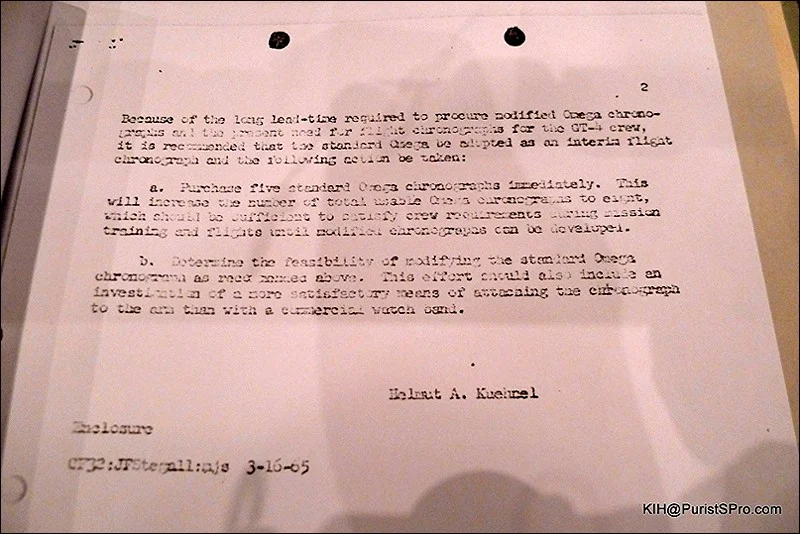 2
Because of the long lead-time required to procure modified Omega chrono-
graphs and the present need for flight chronographs for the GT-4 crew,
it is recommended that the standard Omega be adopted as an interim flight
chronograph and the following action be taken:
a. Purchase five standard Omega chronographs immediately. This
will increase the number of total usable Omega chronographs to eight,
which should be sufficient to satisfy crew requirements during mission
training and flights until modified chronographs can be developed.
b. Determine the feasibility of modifying the standard Omega
chronograph as recommended above. This effort should also include an
investigation of a more satisfactory means of attaching the chronograph
to the arm than with a commercial watch band.
Helmut A. Kuehnel
Enclosure
CF32:JFStegall:mjs 3-16-65
KIH@PuristSPro.com